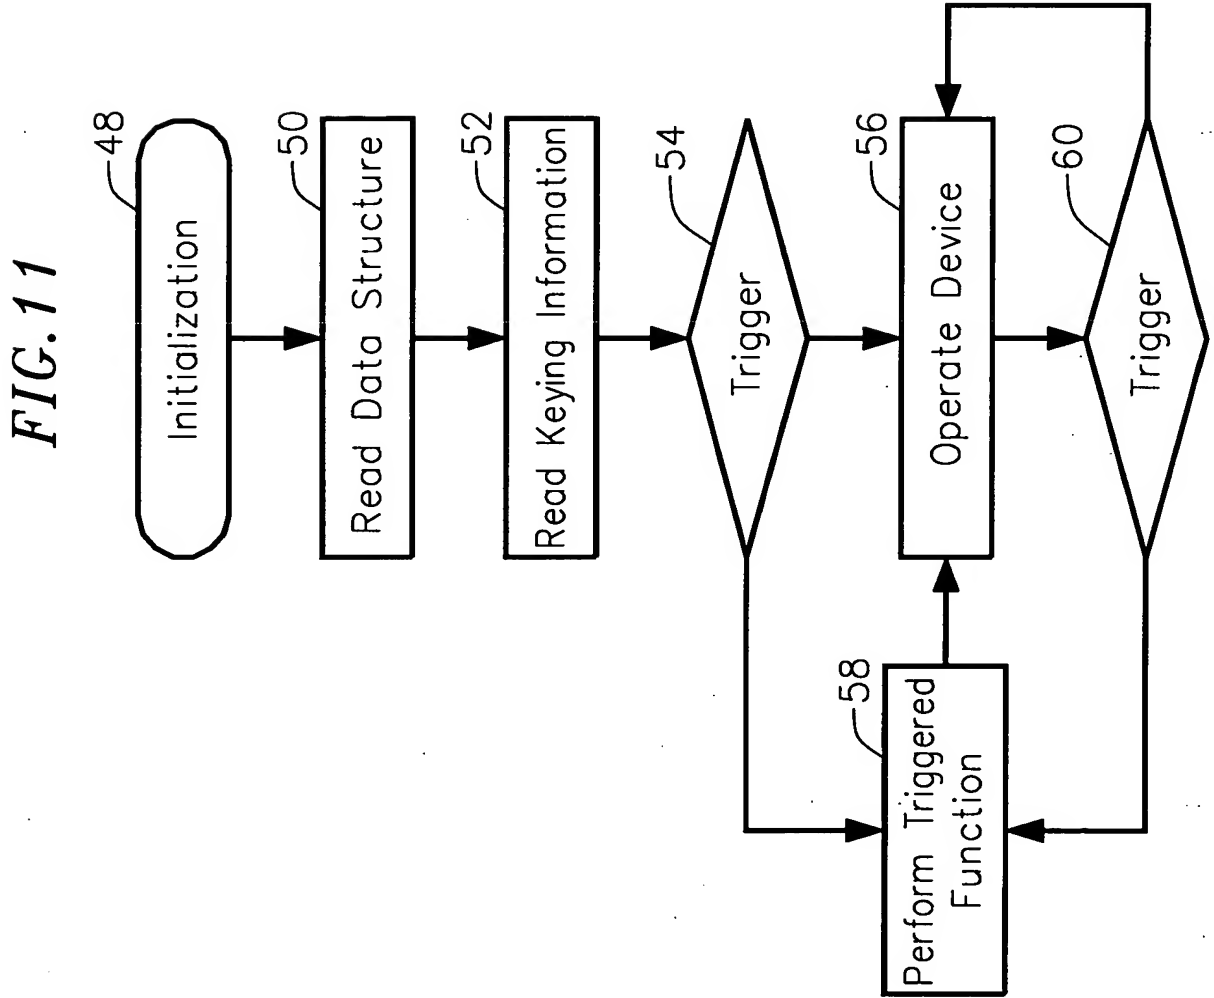 FIG.11
48
Initialization
50
Read Data Structure
52
Read Keying Information
54
Trigger
56
Operate Device
58
Perform Triggered
Function
60
Trigger